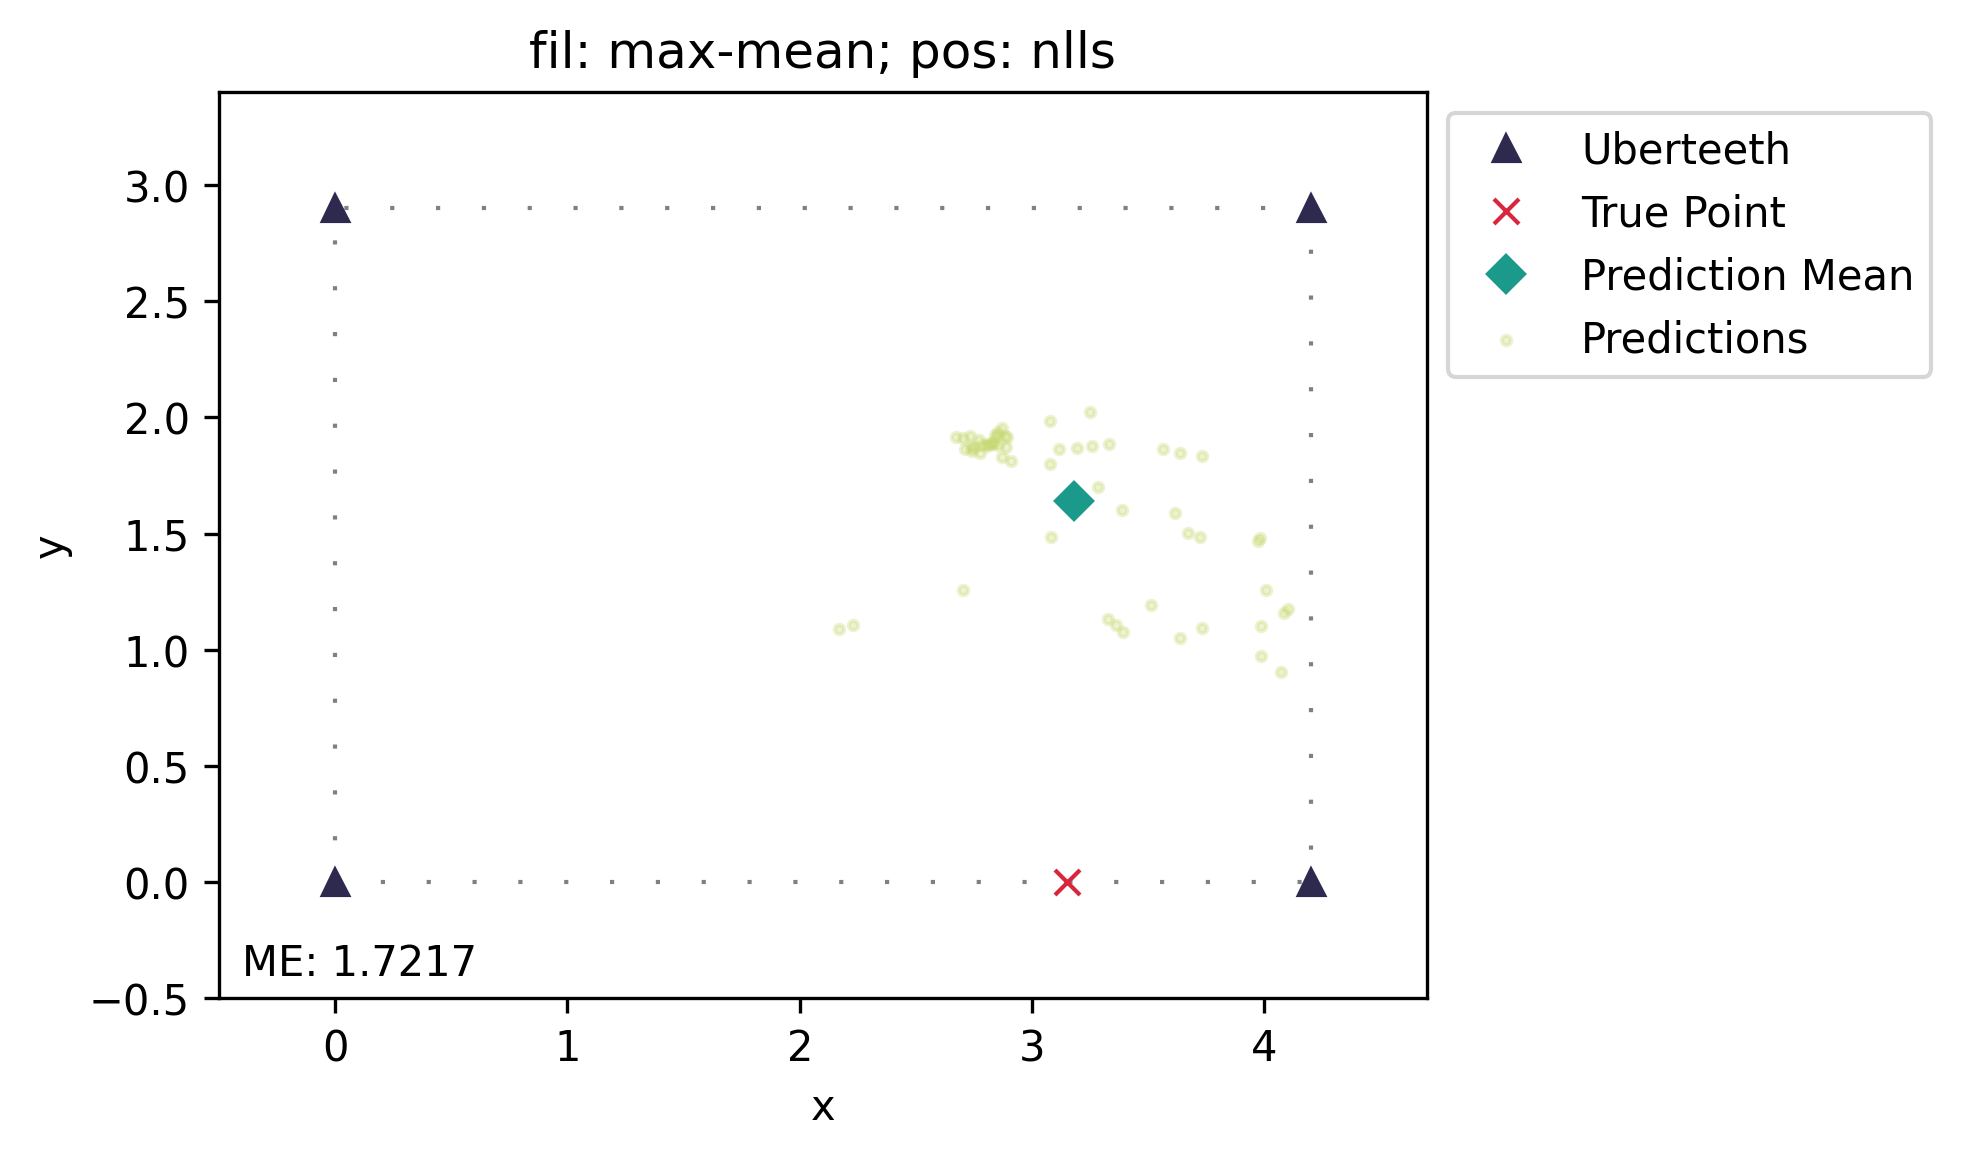 fil: max-mean; pos: nlls
Uberteeth
True Point
Prediction Mean
Predictions
3.0
2.5
2.0
1.5
1.0
0.5
0.0
−0.5
y
ME: 1.7217
0 1 2 3 4
x